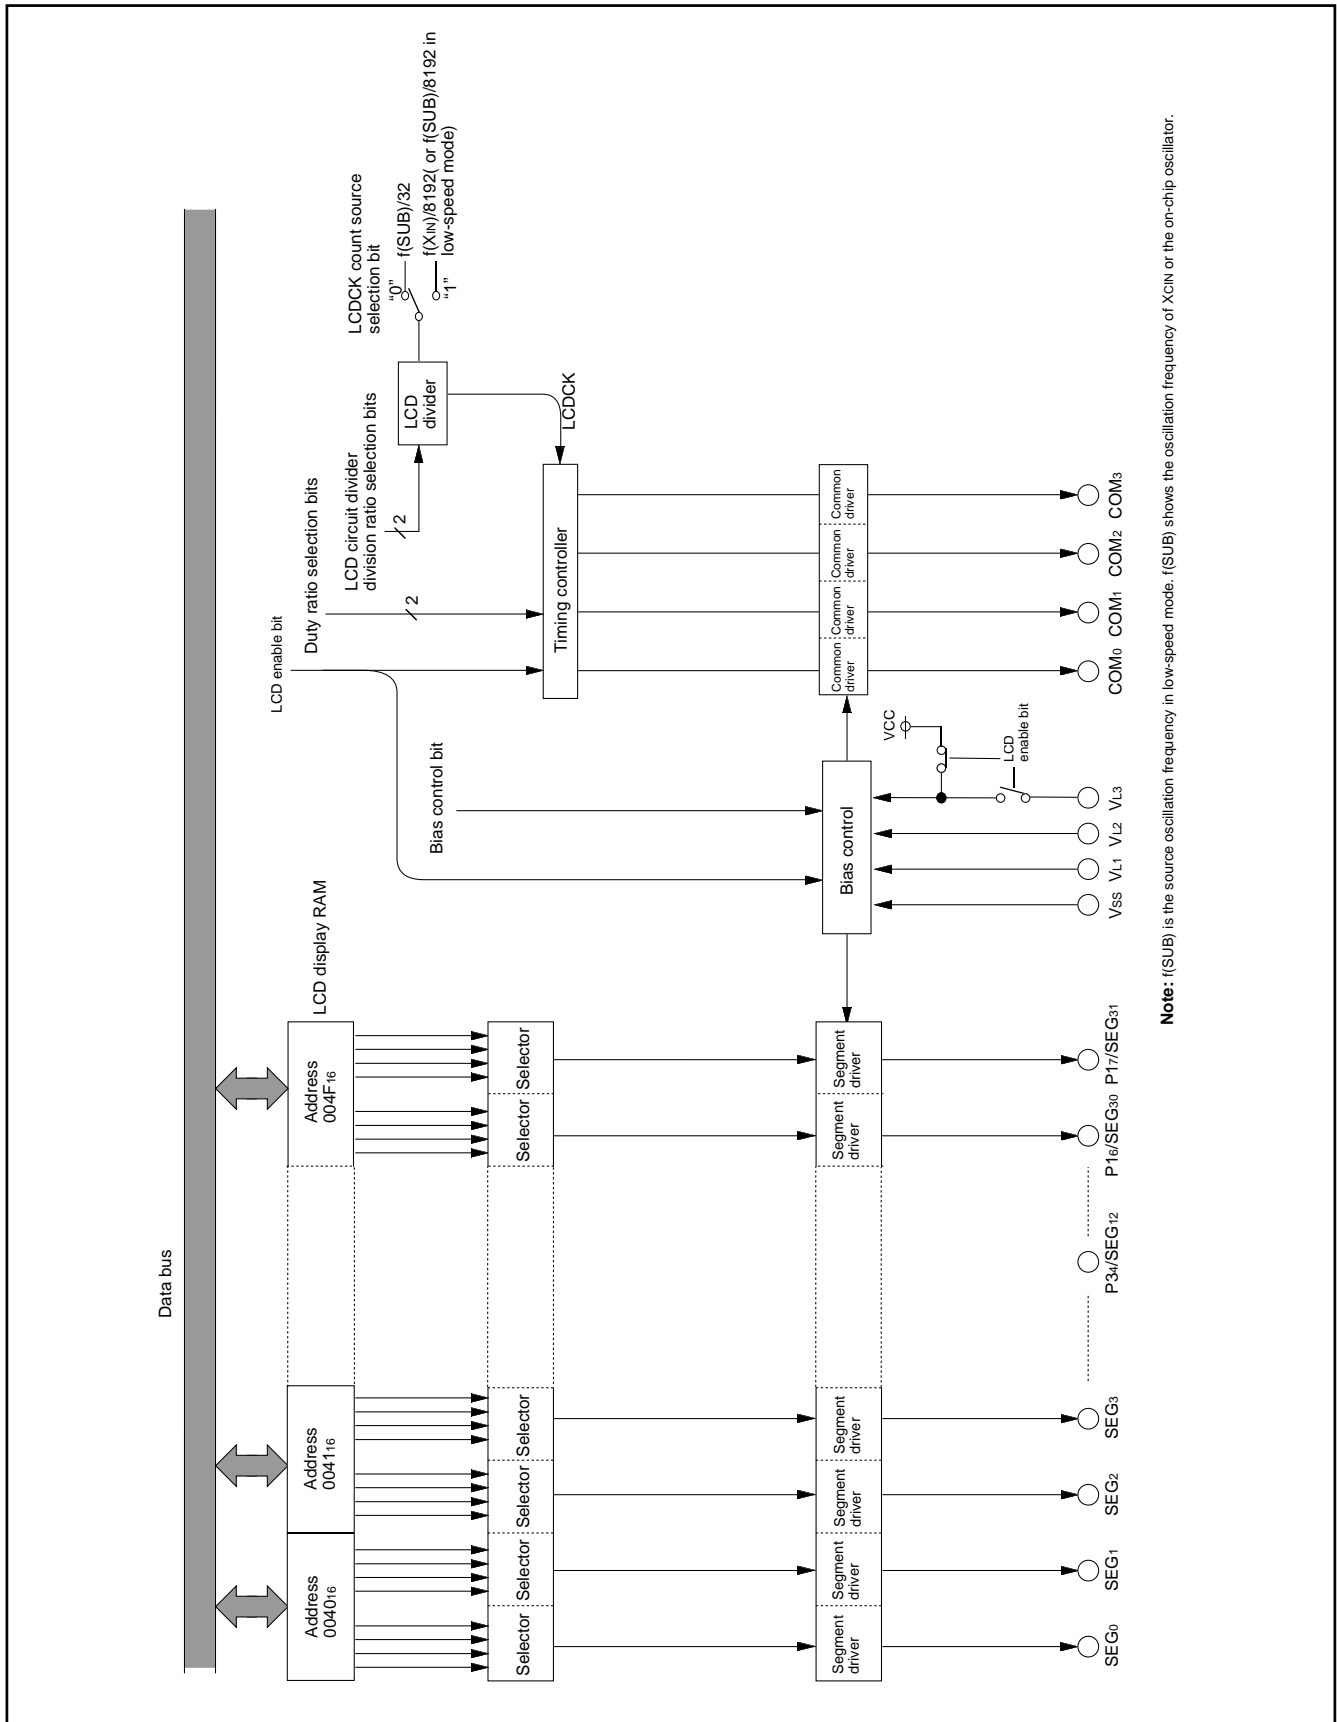 Data bus
LCD enable bit
Duty ratio selection bits
LCD circuit divider
division ratio selection bits
LCDCK count source
selection bit
“0”
f(SUB)/32
“1”
f(XIN)/8192( or f(SUB)/8192 in
low-speed mode)
LCD
divider
2
2
LCDCK
Bias control bit
LCD display RAM
Address
004016
Address
004116
Address
004F16
Timing controller
Selector
Selector
Selector
Selector
Selector
Selector
Segment
driver
Segment
driver
Segment
driver
Segment
driver
Segment
driver
Segment
driver
Bias control
Common
driver
Common
driver
Common
driver
Common
driver
VCC
LCD
enable bit
SEG0
SEG1
SEG2
SEG3
P34/SEG12
P16/SEG30
P17/SEG31
VSS
VL1
VL2
VL3
COM0
COM1
COM2
COM3
Note: f(SUB) is the source oscillation frequency in low-speed mode. f(SUB) shows the oscillation frequency of XCIN or the on-chip oscillator.